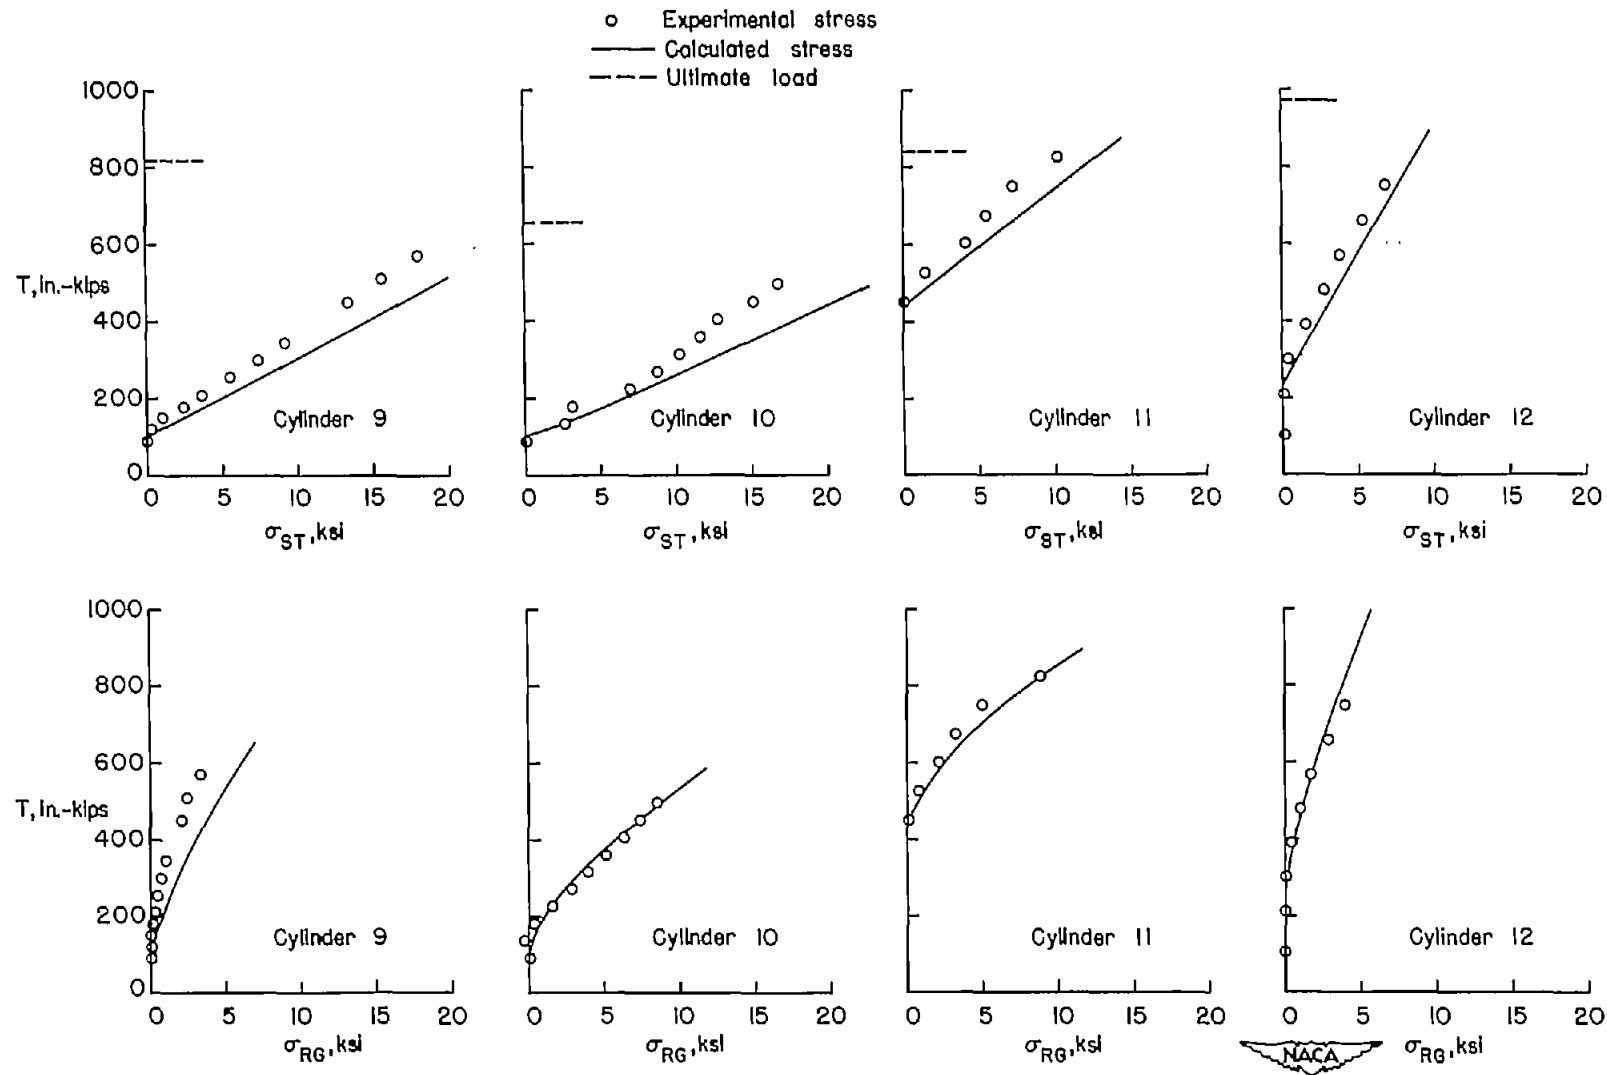 Experimental stress
Calculated stress
Ultimate load
1000
800
600
T, in.-kips
400
200
0
Cylinder 9
Cylinder 10
Cylinder 11
Cylinder 12
0 5 10 15 20
0 5 10 15 20
0 5 10 15 20
0 5 10 15 20
σST, ksi
σST, ksi
σST, ksi
σST, ksi
1000
800
600
T, in.-kips
400
200
0
Cylinder 9
Cylinder 10
Cylinder 11
Cylinder 12
0 5 10 15 20
0 5 10 15 20
0 5 10 15 20
0 5 10 15 20
σRG, ksi
σRG, ksi
σRG, ksi
NACA
σRG, ksi